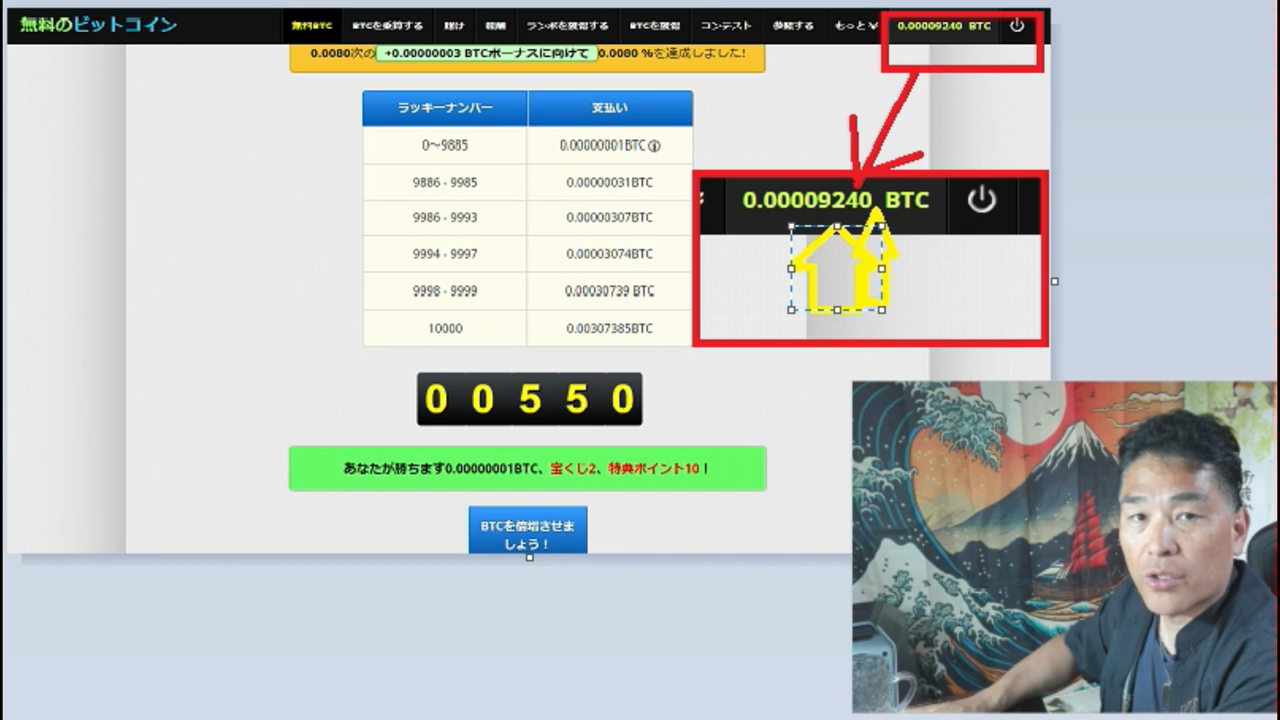 無料のビットコイン
無料BTC BTCを乗算する 賭け 報酬 ランボを獲得する BTCを獲得 コンテスト 参照する もっと 0.00009240 BTC
0.0080次の +0.00000003 BTCボーナスに向けて 0.0080 %を達成しました!
ラッキーナンバー 支払い
0〜9885 0.00000001BTC
9886 - 9985 0.00000031BTC
9986 - 9993 0.00000307BTC
9994 - 9997 0.00003074BTC
9998 - 9999 0.00030739 BTC
10000 0.00307385BTC
0.00009240 BTC
0 0 5 5 0
あなたが勝ちます0.00000001BTC、宝くじ2、特典ポイント10！
BTCを倍増させま
しょう！